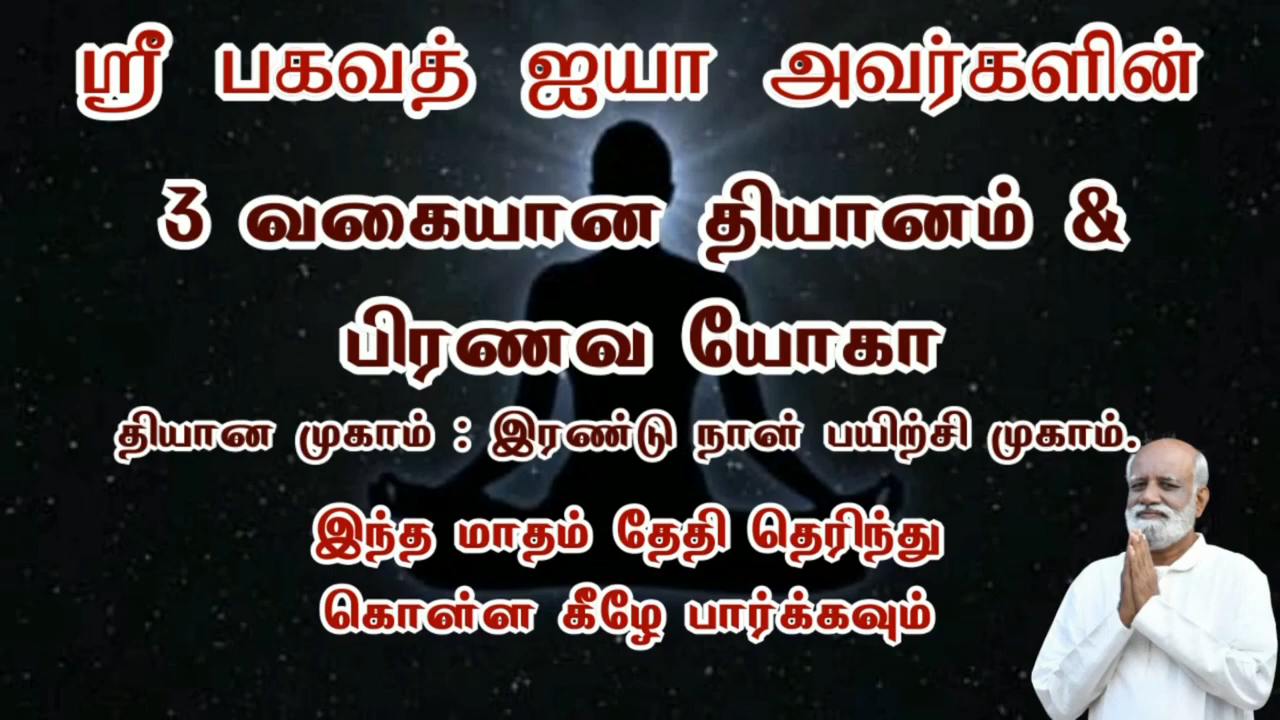 ஸ்ரீ பகவத் ஐயா அவர்களின்
3 வகையான தியானம் &
பிரணவ யோகா
தியான முகாம் : இரண்டு நாள் பயிற்சி முகாம்.
இந்த மாதம் தேதி தெரிந்து
கொள்ள கீழே பார்க்கவும்